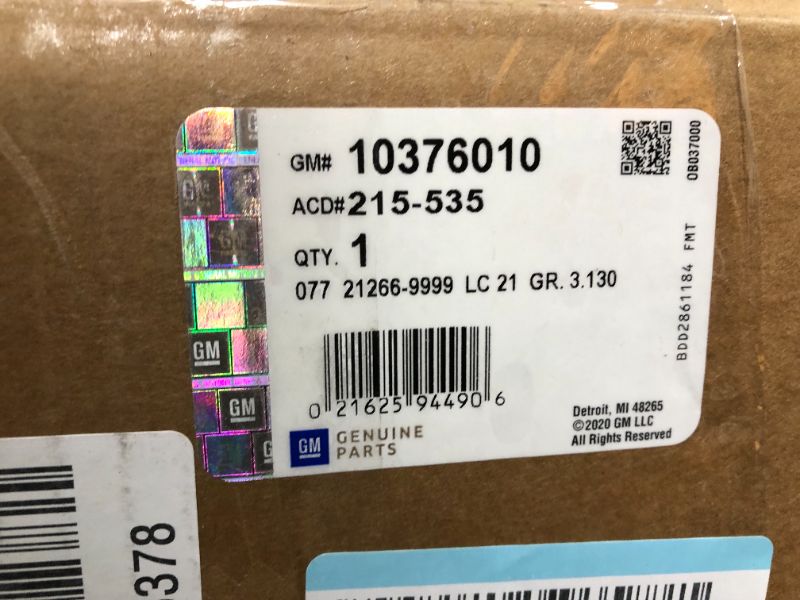 GM# 10376010
ACD# 215-535
QTY. 1
077 21266-9999 LC 21 GR. 3.130
0 21625 94490 6
GM GENUINE
PARTS
Detroit, MI 48265
©2020 GM LLC
All Rights Reserved
0B037000
BDD2861184 FMT
GM
GM
378